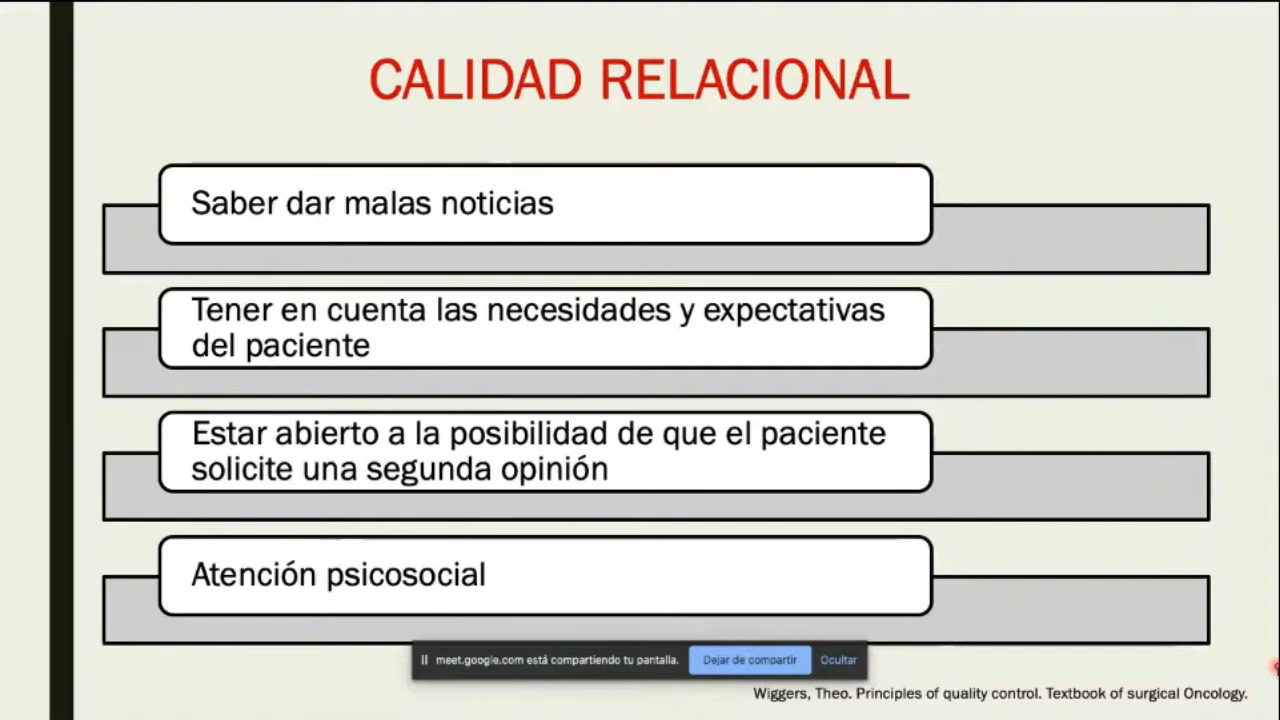 CALIDAD RELACIONAL
Saber dar malas noticias
Tener en cuenta las necesidades y expectativas
del paciente
Estar abierto a la posibilidad de que el paciente
solicite una segunda opinión
Atención psicosocial
meet.google.com está compartiendo tu pantalla. Dejar de compartir Ocultar
Wiggers, Theo. Principles of quality control. Textbook of surgical Oncology.